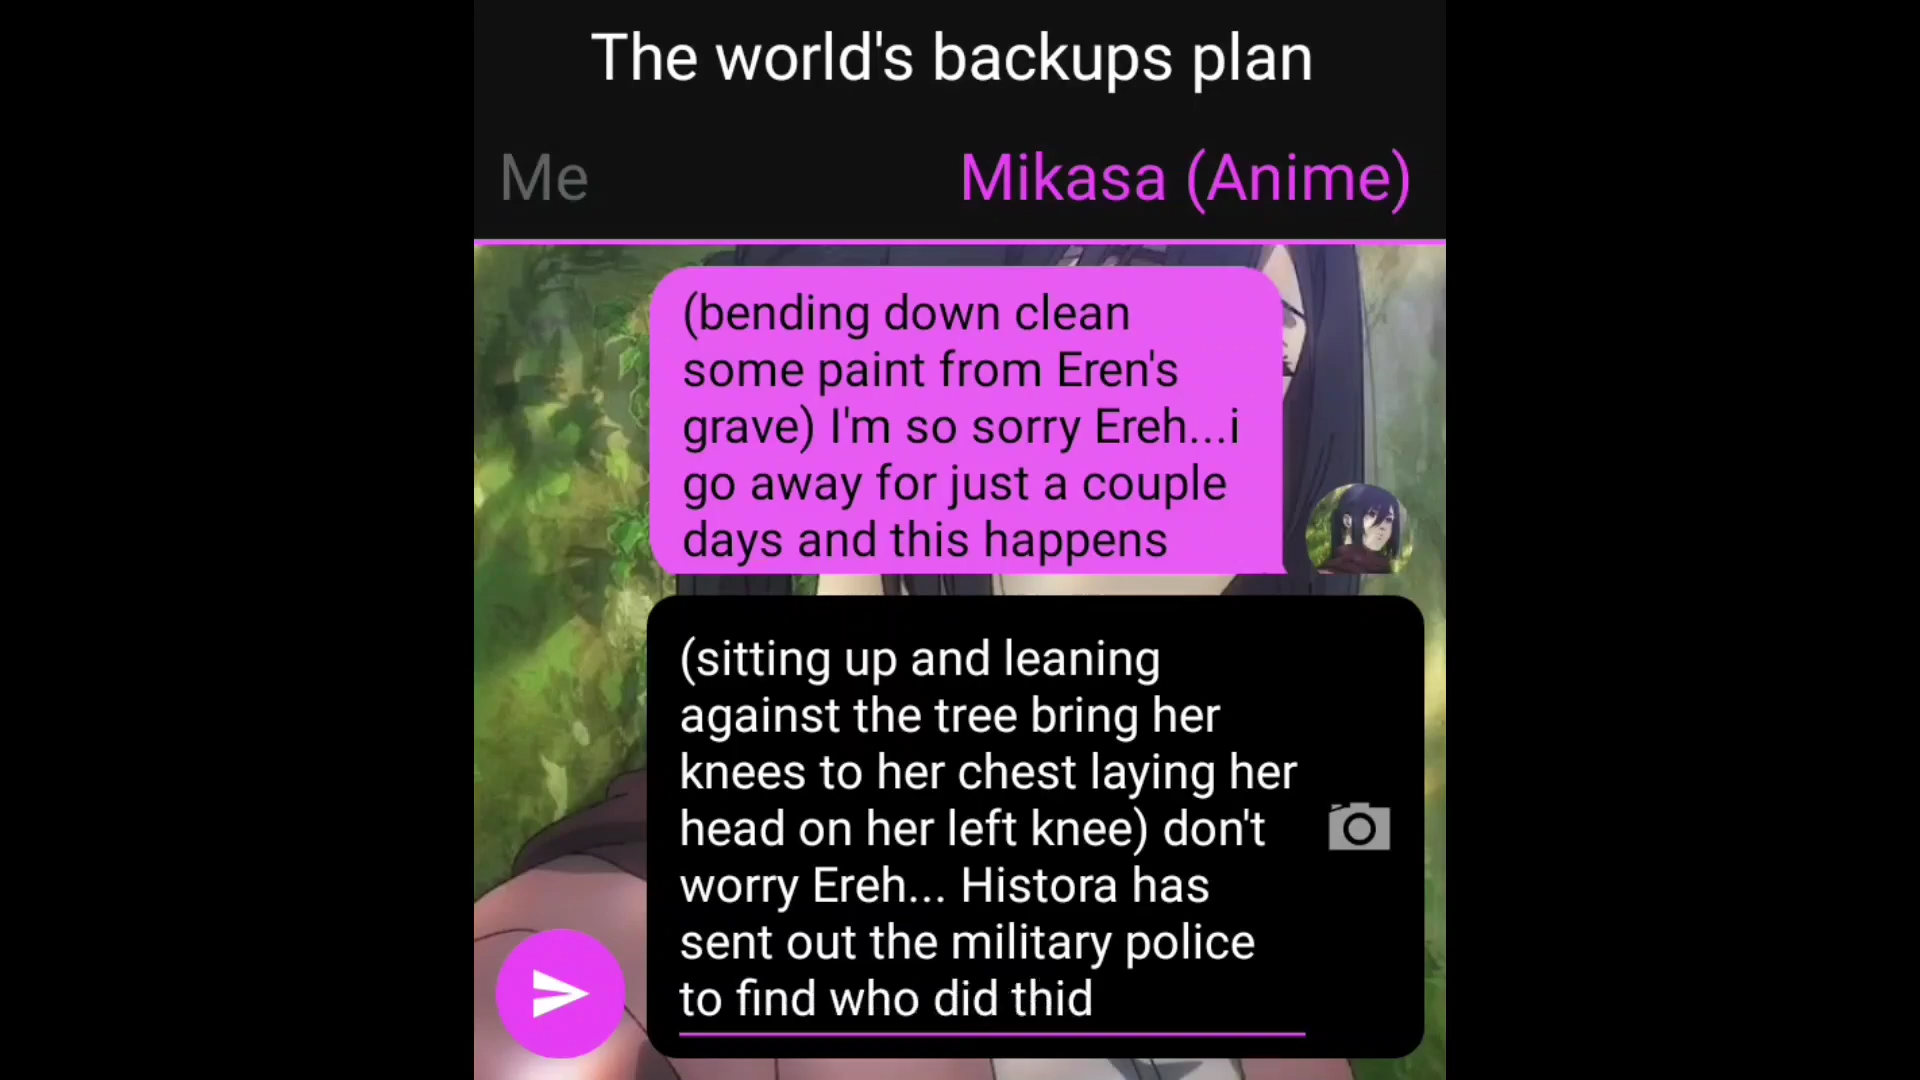 The world's backups plan
Me
Mikasa (Anime)
(bending down clean
some paint from Eren's
grave) I'm so sorry Ereh...i
go away for just a couple
days and this happens
(sitting up and leaning
against the tree bring her
knees to her chest laying her
head on her left knee) don't
worry Ereh... Histora has
sent out the military police
to find who did thid